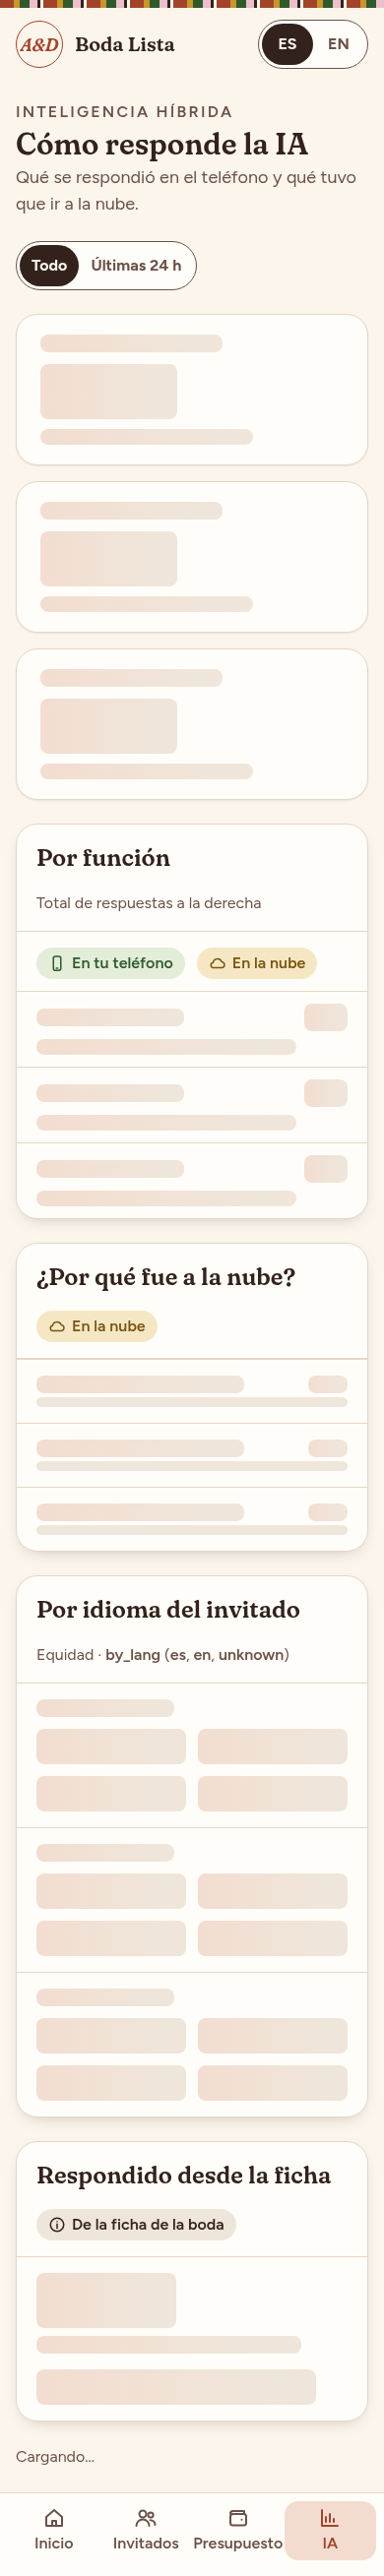 A&D Boda Lista ES EN
INTELIGENCIA HÍBRIDA
Cómo responde la IA
Qué se respondió en el teléfono y qué tuvo
que ir a la nube.
Todo Últimas 24 h
Por función
Total de respuestas a la derecha
En tu teléfono En la nube
¿Por qué fue a la nube?
En la nube
Por idioma del invitado
Equidad · by_lang (es, en, unknown)
Respondido desde la ficha
De la ficha de la boda
Cargando...
Inicio Invitados Presupuesto IA